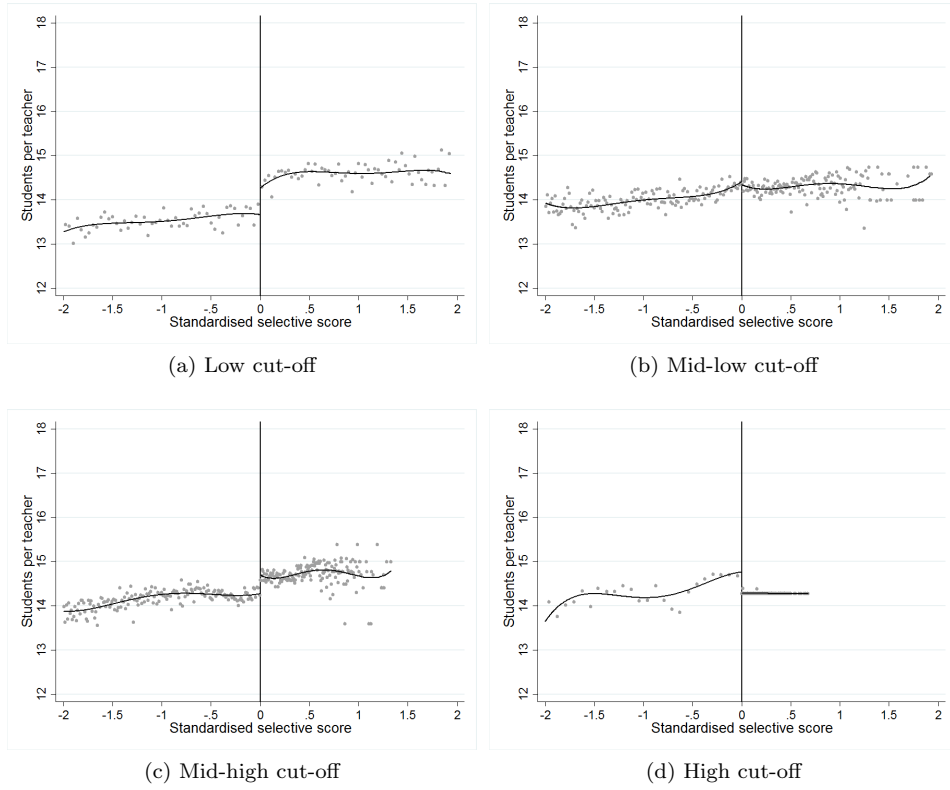 Students per teacher
12 13 14 15 16 17 18
-2 -1.5 -1 -.5 0 .5 1 1.5 2
Standardised selective score
(a) Low cut-off
Students per teacher
12 13 14 15 16 17 18
-2 -1.5 -1 -.5 0 .5 1 1.5 2
Standardised selective score
(b) Mid-low cut-off
Students per teacher
12 13 14 15 16 17 18
-2 -1.5 -1 -.5 0 .5 1 1.5 2
Standardised selective score
(c) Mid-high cut-off
Students per teacher
12 13 14 15 16 17 18
-2 -1.5 -1 -.5 0 .5 1 1.5 2
Standardised selective score
(d) High cut-off